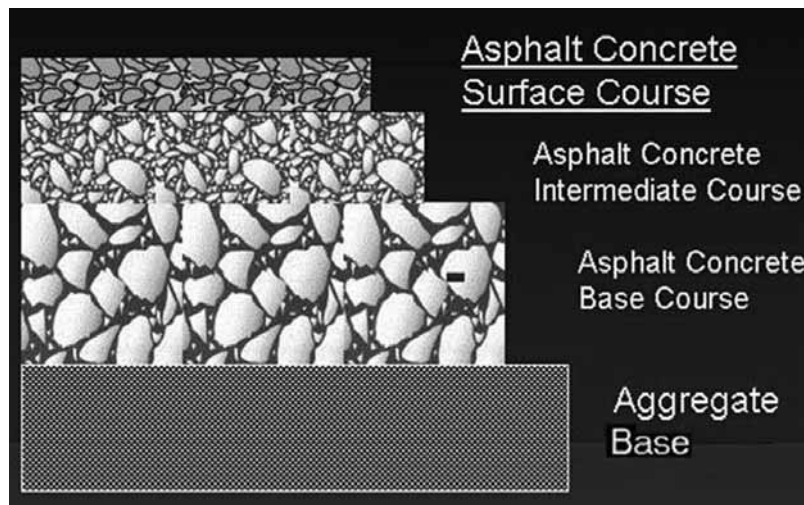 Asphalt Concrete
Surface Course
Asphalt Concrete
Intermediate Course
Asphalt Concrete
Base Course
Aggregate
Base